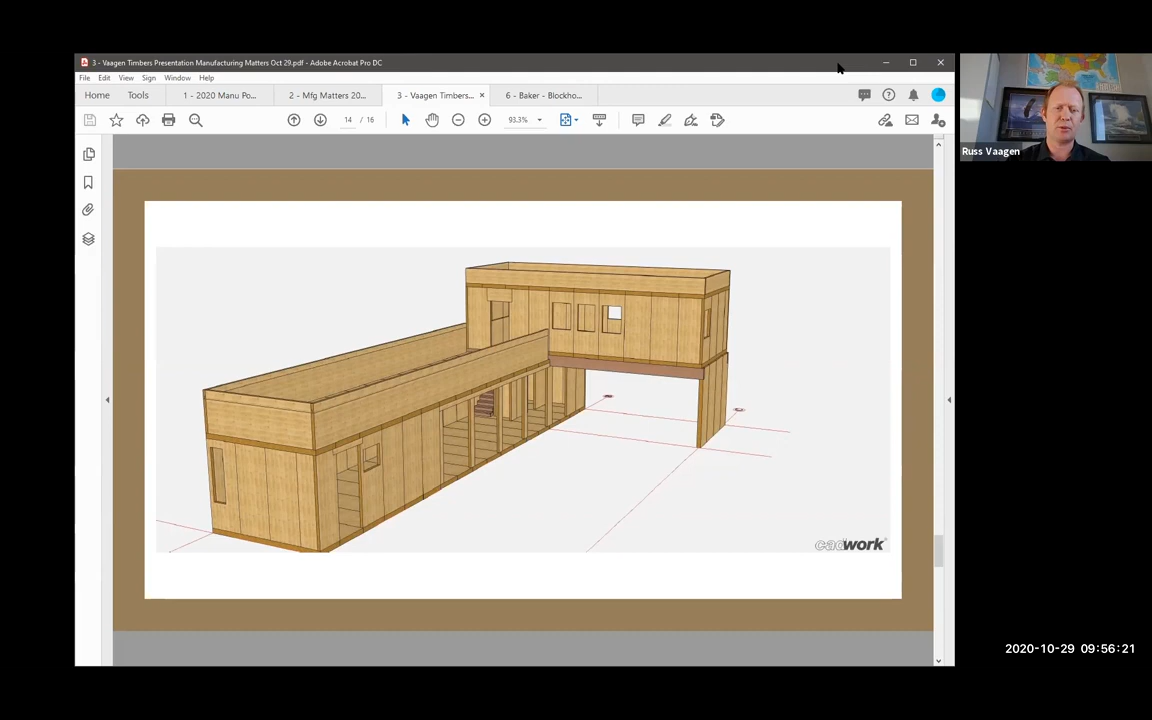 3 - Vaagen Timbers Presentation Manufacturing Matters Oct 29.pdf - Adobe Acrobat Pro DC
File Edit View Sign Window Help
Home Tools 1 - 2020 Manu Po... 2 - Mfg Matters 20... 3 - Vaagen Timbers... × 6 - Baker - Blockho...
14 / 16 93.3%
Russ Vaagen
cadwork
2020-10-29 09:56:21